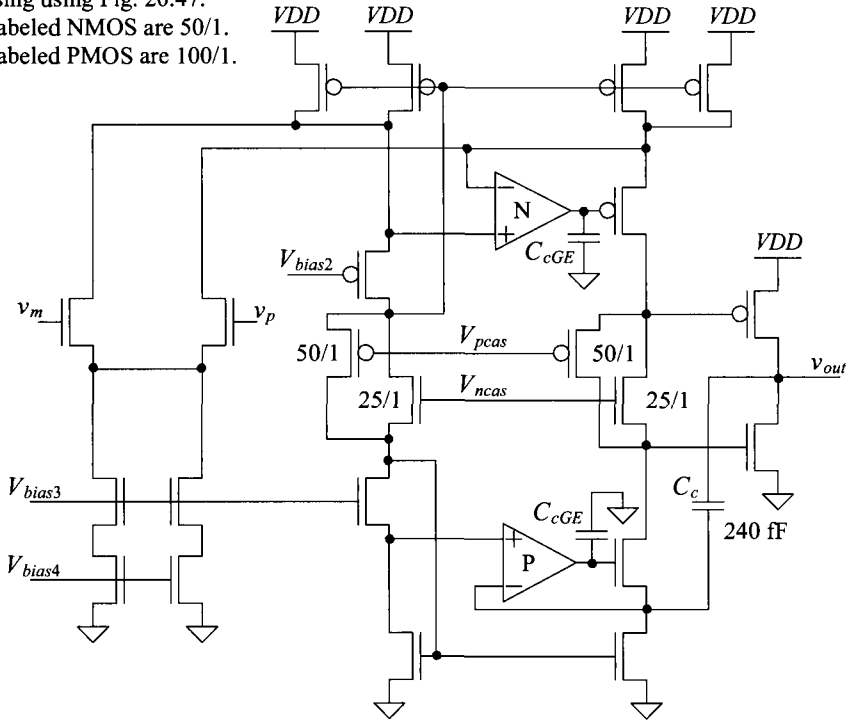 sing using Fig. 20.47.
abeled NMOS are 50/1.
abeled PMOS are 100/1.
VDD
VDD
VDD
VDD
N
C_cGE
VDD
V_bias2
v_m
v_p
50/1
V_pcas
50/1
v_out
25/1
V_ncas
25/1
V_bias3
C_cGE
C_c
240 fF
P
V_bias4